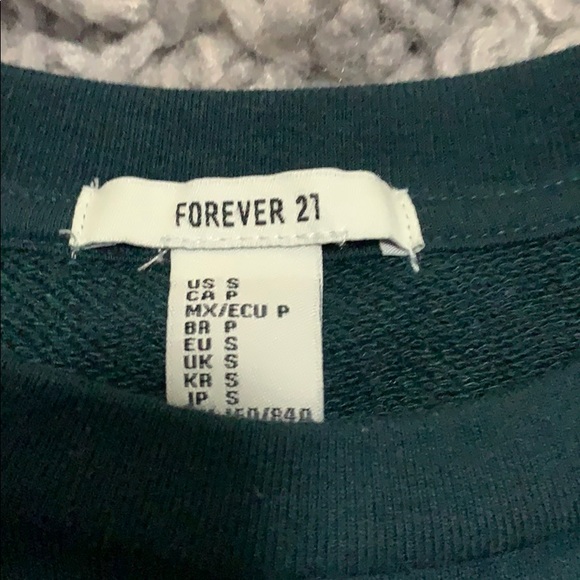 FOREVER 21
US S
CA P
MX/ECU P
BR P
EU S
UK S
KR S
JP S